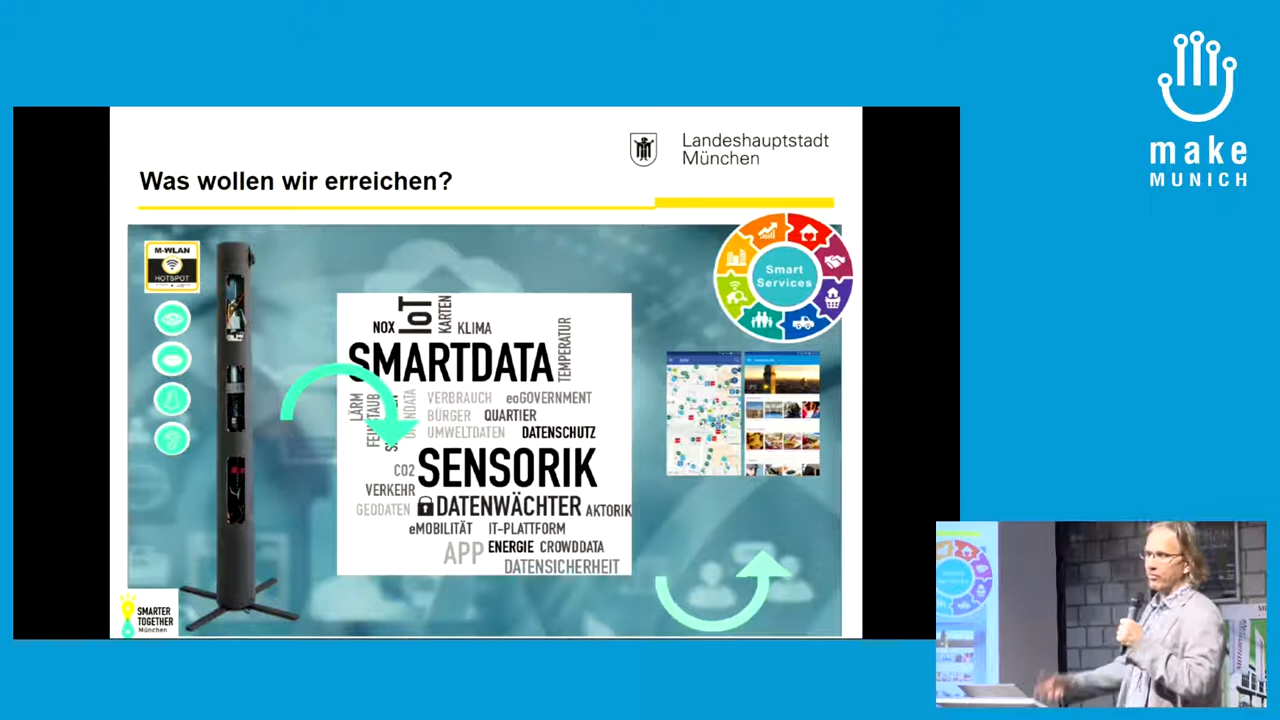 make
MUNICH
Landeshauptstadt
München
Was wollen wir erreichen?
M-WLAN
HOTSPOT
Smart
Services
IoT
KARTEN
NOX
KLIMA
TEMPERATUR
SMARTDATA
LÄRM
VERBRAUCH
eoGOVERNMENT
BÜRGER
QUARTIER
UMWELTDATEN
DATENSCHUTZ
CO2
SENSORIK
VERKEHR
GEODATEN
DATENWÄCHTER
AKTORIK
eMOBILITÄT
IT-PLATTFORM
APP
ENERGIE
CROWDDATA
DATENSICHERHEIT
SMARTER
TOGETHER
München